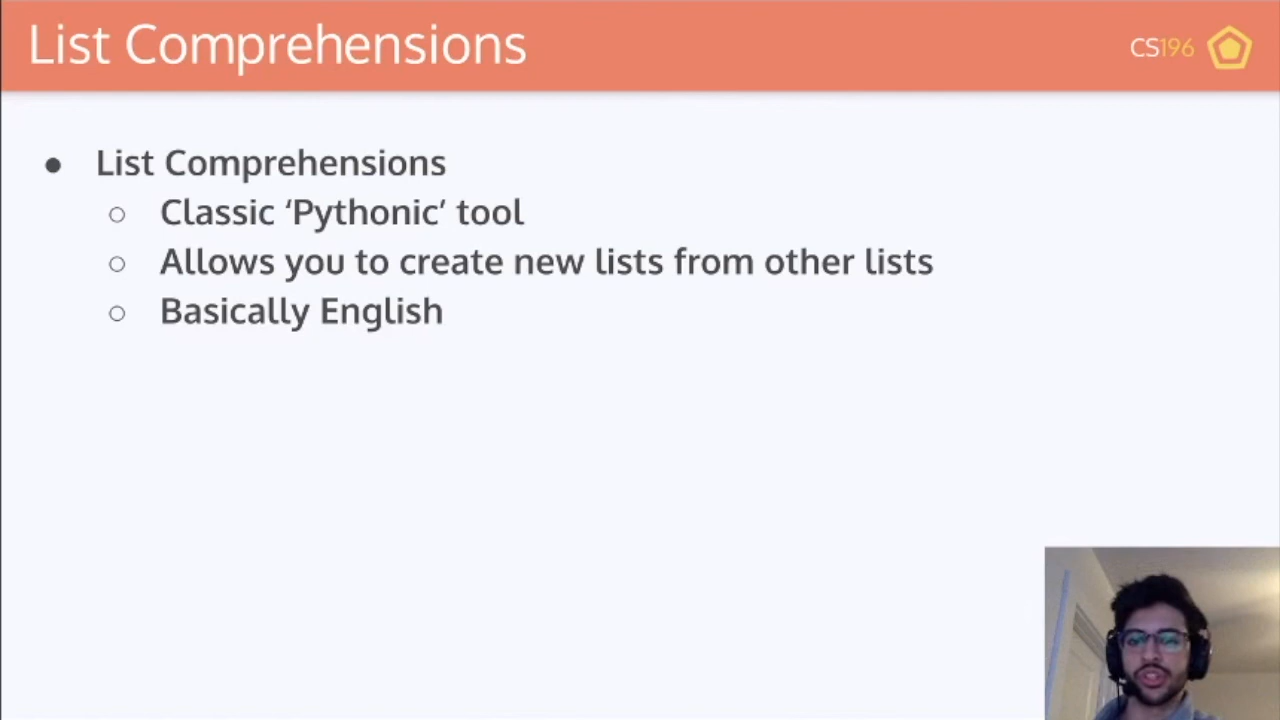 List Comprehensions
CS196
● List Comprehensions
○ Classic ‘Pythonic’ tool
○ Allows you to create new lists from other lists
○ Basically English